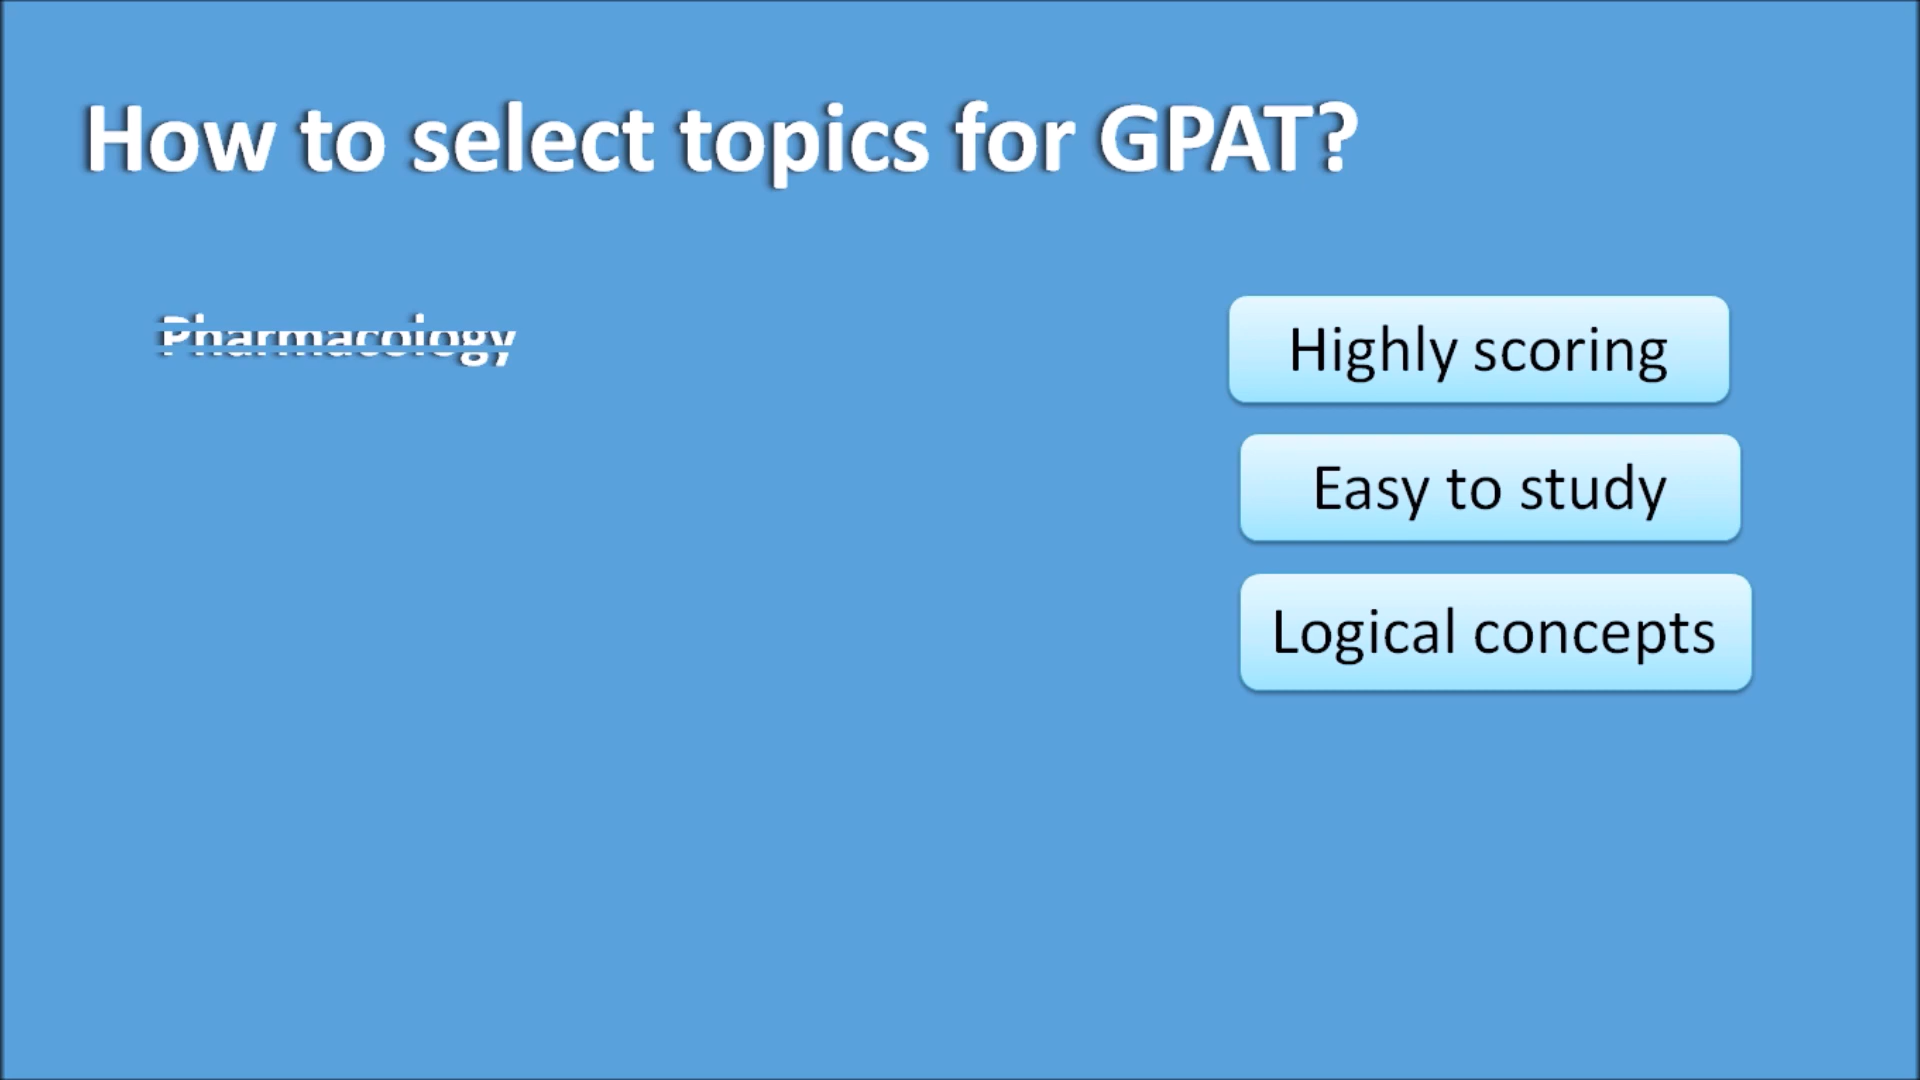 How to select topics for GPAT?
Pharmacology
Highly scoring
Easy to study
Logical concepts